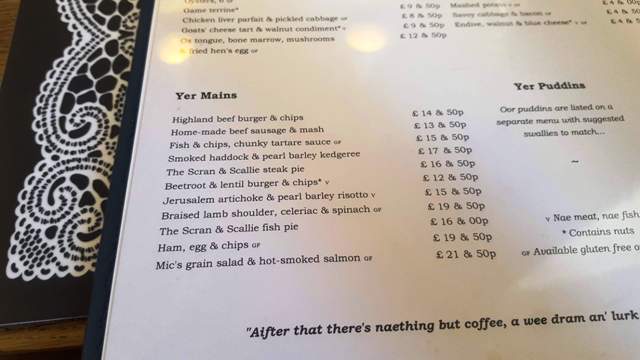 Game terrine* £ 9 & 50p
Chicken liver parfait & pickled cabbage GF £ 8 & 50p
Goats' cheese tart & walnut condiment* v £ 9 & 50p
Ox tongue, bone marrow, mushrooms £ 12 & 50p
& fried hen's egg GF
Mashed
Savoy cabbage & bacon GF
Endive, walnut & blue cheese* v
Yer Mains
Highland beef burger & chips £ 14 & 50p
Home-made beef sausage & mash £ 13 & 50p
Fish & chips, chunky tartare sauce GF £ 15 & 50p
Smoked haddock & pearl barley kedgeree £ 17 & 50p
The Scran & Scallie steak pie £ 16 & 50p
Beetroot & lentil burger & chips* v £ 12 & 50p
Jerusalem artichoke & pearl barley risotto v £ 15 & 50p
Braised lamb shoulder, celeriac & spinach GF £ 19 & 50p
The Scran & Scallie fish pie £ 16 & 00p
Ham, egg & chips GF £ 19 & 50p
Mic's grain salad & hot-smoked salmon GF £ 21 & 50p
Yer Puddins
Oor puddins are listed on a
separate menu with suggested
swallies to match...
~
v Nae meat, nae fish
* Contains nuts
GF Available gluten free o
"Aifter that there's naething but coffee, a wee dram an' lurk